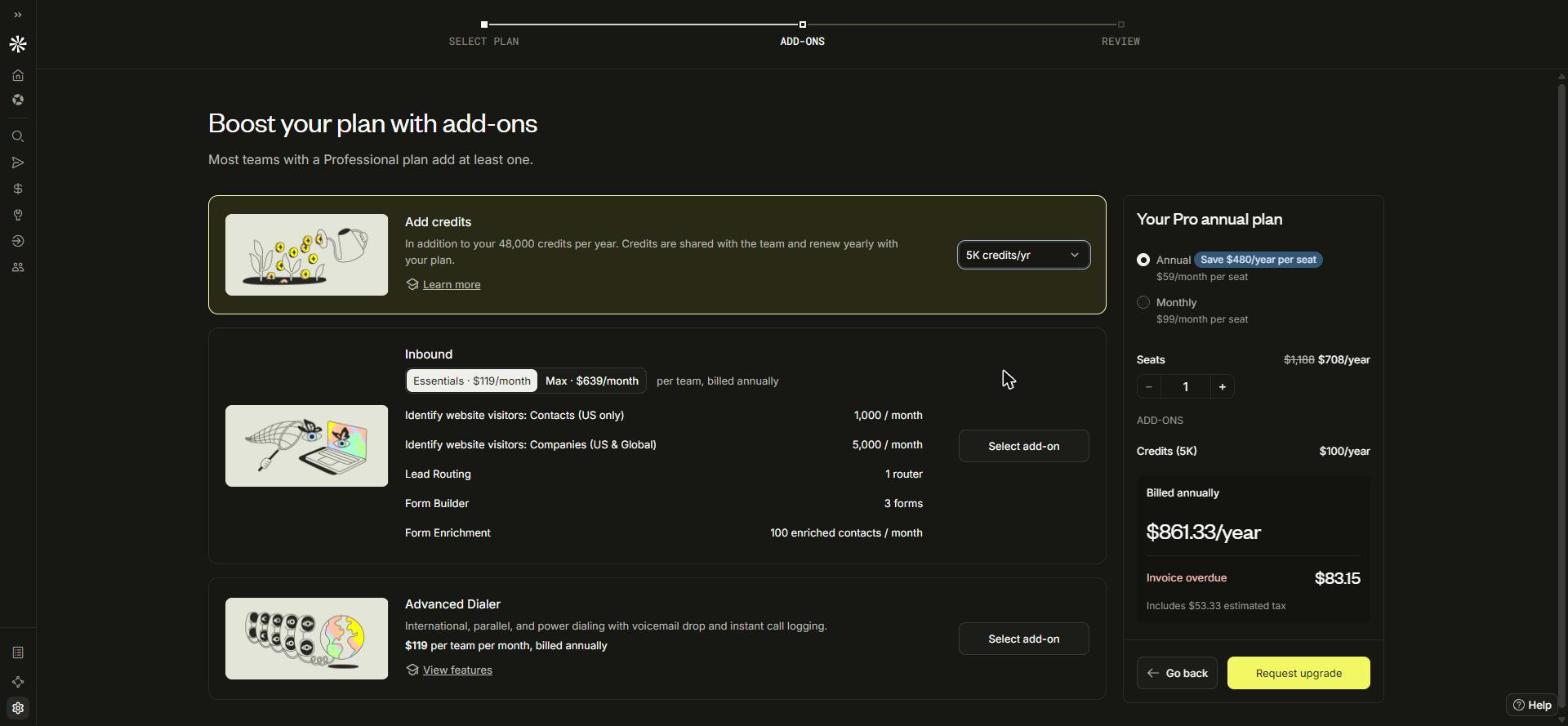 SELECT PLAN
ADD-ONS
REVIEW
Boost your plan with add-ons
Most teams with a Professional plan add at least one.
Add credits
In addition to your 48,000 credits per year. Credits are shared with the team and renew yearly with
your plan.
Learn more
5K credits/yr
Inbound
Essentials · $119/month
Max · $639/month
per team, billed annually
Identify website visitors: Contacts (US only)
1,000 / month
Identify website visitors: Companies (US & Global)
5,000 / month
Lead Routing
1 router
Form Builder
3 forms
Form Enrichment
100 enriched contacts / month
Select add-on
Advanced Dialer
International, parallel, and power dialing with voicemail drop and instant call logging.
$119 per team per month, billed annually
View features
Select add-on
Your Pro annual plan
Annual Save $480/year per seat
$59/month per seat
Monthly
$99/month per seat
Seats
$1,188 $708/year
− 1 +
ADD-ONS
Credits (5K)
$100/year
Billed annually
$861.33/year
Invoice overdue
$83.15
Includes $53.33 estimated tax
Go back
Request upgrade
Help